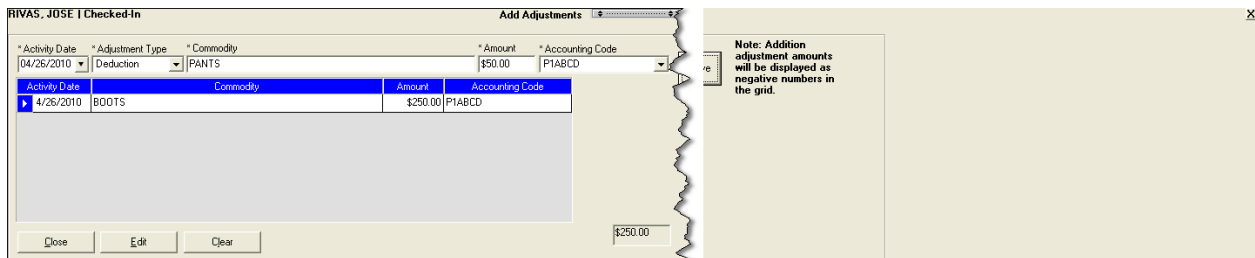 RIVAS, JOSE | Checked-In Add Adjustments X
* Activity Date * Adjustment Type * Commodity * Amount * Accounting Code
04/26/2010 Deduction PANTS $50.00 P1ABCD
Note: Addition
adjustment amounts
will be displayed as
negative numbers in
the grid.
Activity Date Commodity Amount Accounting Code
4/26/2010 BOOTS $250.00 P1ABCD
$250.00
Close Edit Clear